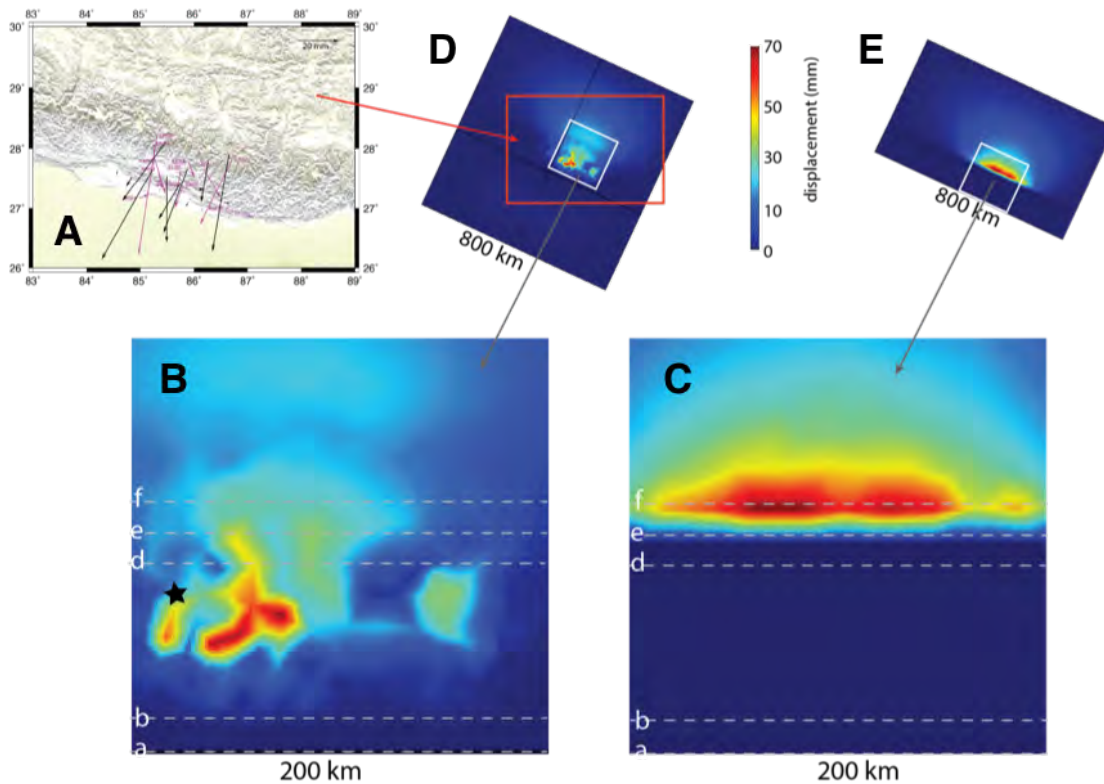 83˚ 84˚ 85˚ 86˚ 87˚ 88˚ 89˚
30˚ 30˚
20 mm
29˚ 29˚
28˚ 28˚
27˚ 27˚
26˚ 26˚
83˚ 84˚ 85˚ 86˚ 87˚ 88˚ 89˚
A
D
800 km
70
50
30
10
0
displacement (mm)
E
800 km
B
f
e
d
b
a
200 km
C
f
e
d
b
a
200 km